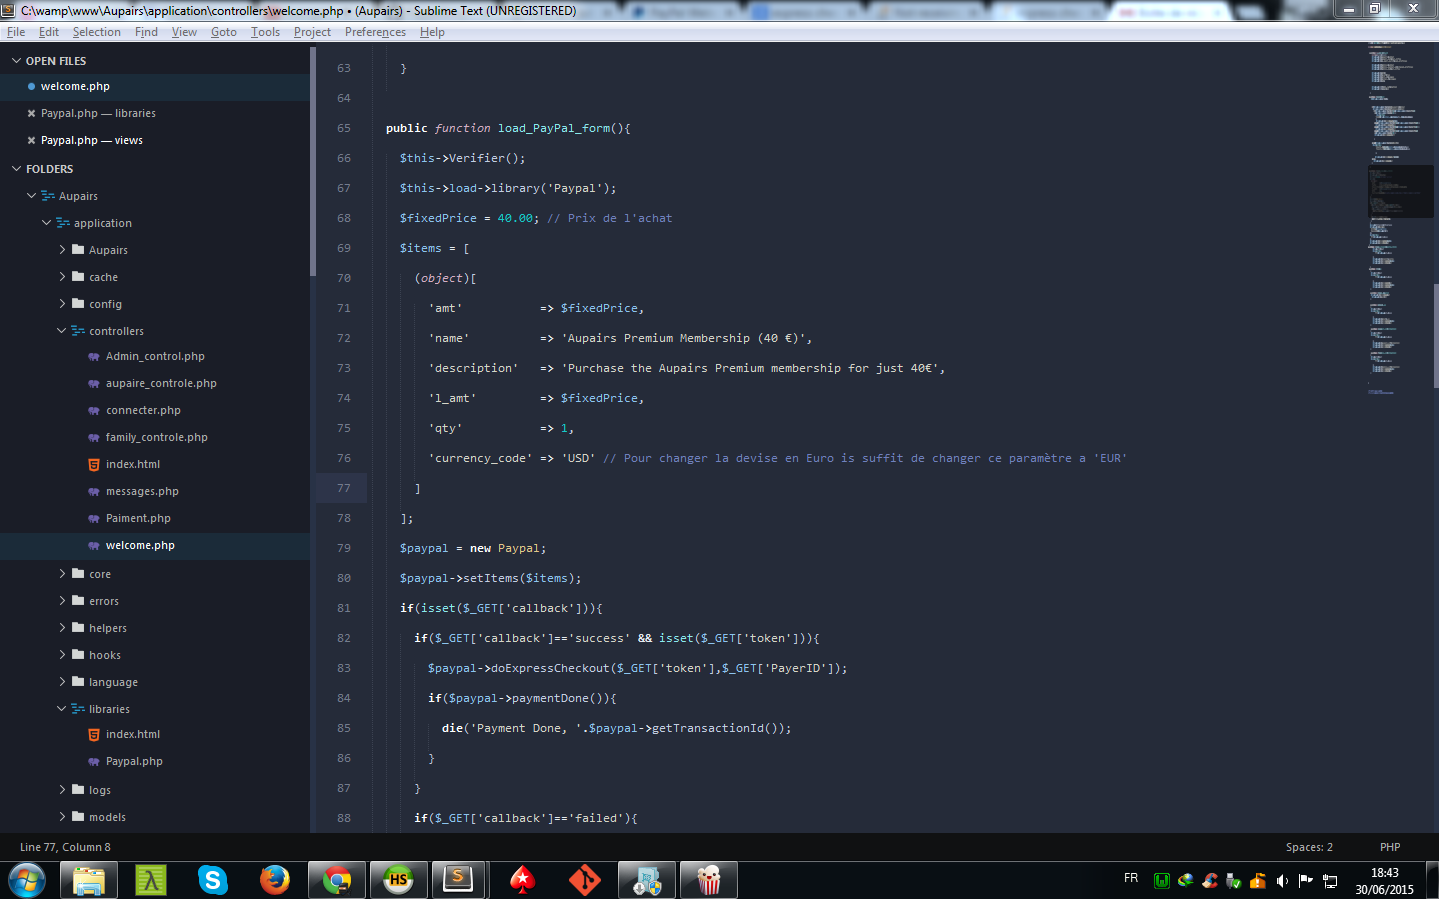 C:\wamp\www\Aupairs\application\controllers\welcome.php • (Aupairs) - Sublime Text (UNREGISTERED)
File Edit Selection Find View Goto Tools Project Preferences Help
OPEN FILES
welcome.php
Paypal.php — libraries
Paypal.php — views
FOLDERS
Aupairs
application
Aupairs
cache
config
controllers
Admin_control.php
aupaire_controle.php
connecter.php
family_controle.php
index.html
messages.php
Paiment.php
welcome.php
core
errors
helpers
hooks
language
libraries
index.html
Paypal.php
logs
models
63 }
64
65 public function load_PayPal_form(){
66 $this->Verifier();
67 $this->load->library('Paypal');
68 $fixedPrice = 40.00; // Prix de l'achat
69 $items = [
70 (object)[
71 'amt' => $fixedPrice,
72 'name' => 'Aupairs Premium Membership (40 €)',
73 'description' => 'Purchase the Aupairs Premium membership for just 40€',
74 'l_amt' => $fixedPrice,
75 'qty' => 1,
76 'currency_code' => 'USD' // Pour changer la devise en Euro is suffit de changer ce paramètre a 'EUR'
77 ]
78 ];
79 $paypal = new Paypal;
80 $paypal->setItems($items);
81 if(isset($_GET['callback'])){
82 if($_GET['callback']=='success' && isset($_GET['token'])){
83 $paypal->doExpressCheckout($_GET['token'],$_GET['PayerID']);
84 if($paypal->paymentDone()){
85 die('Payment Done, '.$paypal->getTransactionId());
86 }
87 }
88 if($_GET['callback']=='failed'){
Line 77, Column 8
Spaces: 2 PHP
HS
FR
18:43
30/06/2015